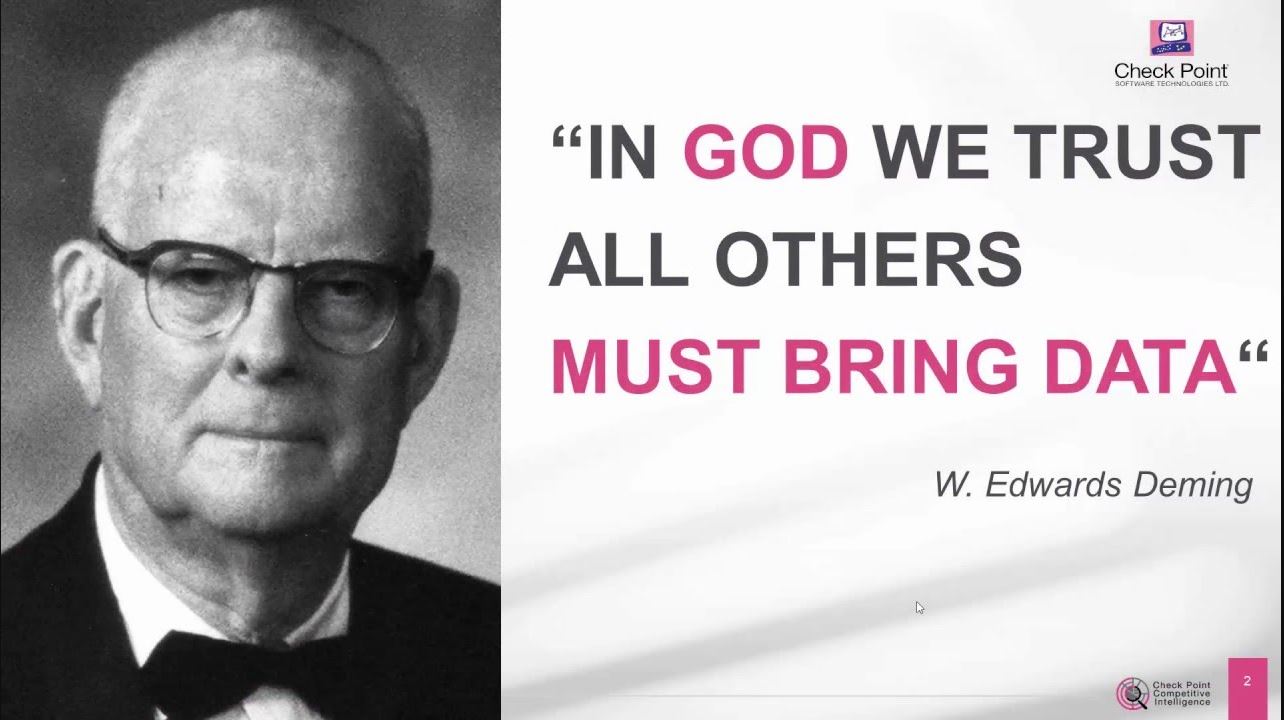 Check Point
SOFTWARE TECHNOLOGIES LTD.
“IN GOD WE TRUST
ALL OTHERS
MUST BRING DATA“
W. Edwards Deming
Check Point
Competitive
Intelligence
2